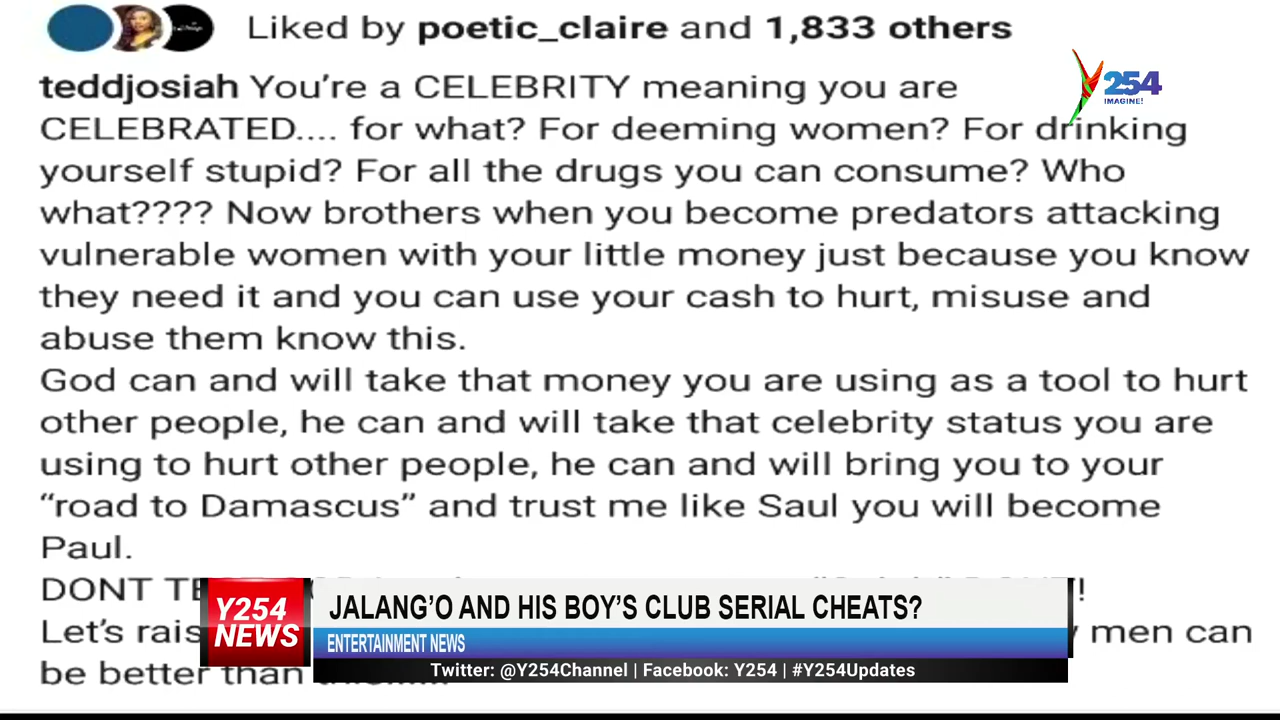 Liked by poetic_claire and 1,833 others
teddjosiah You're a CELEBRITY meaning you are
CELEBRATED.... for what? For deeming women? For drinking
yourself stupid? For all the drugs you can consume? Who
what???? Now brothers when you become predators attacking
vulnerable women with your little money just because you know
they need it and you can use your cash to hurt, misuse and
abuse them know this.
God can and will take that money you are using as a tool to hurt
other people, he can and will take that celebrity status you are
using to hurt other people, he can and will bring you to your
“road to Damascus” and trust me like Saul you will become
Paul.
DONT
Let's men can
be better than
Y254
IMAGINE!
Y254
NEWS
JALANG'O AND HIS BOY'S CLUB SERIAL CHEATS?
ENTERTAINMENT NEWS
Twitter: @Y254Channel | Facebook: Y254 | #Y254Updates